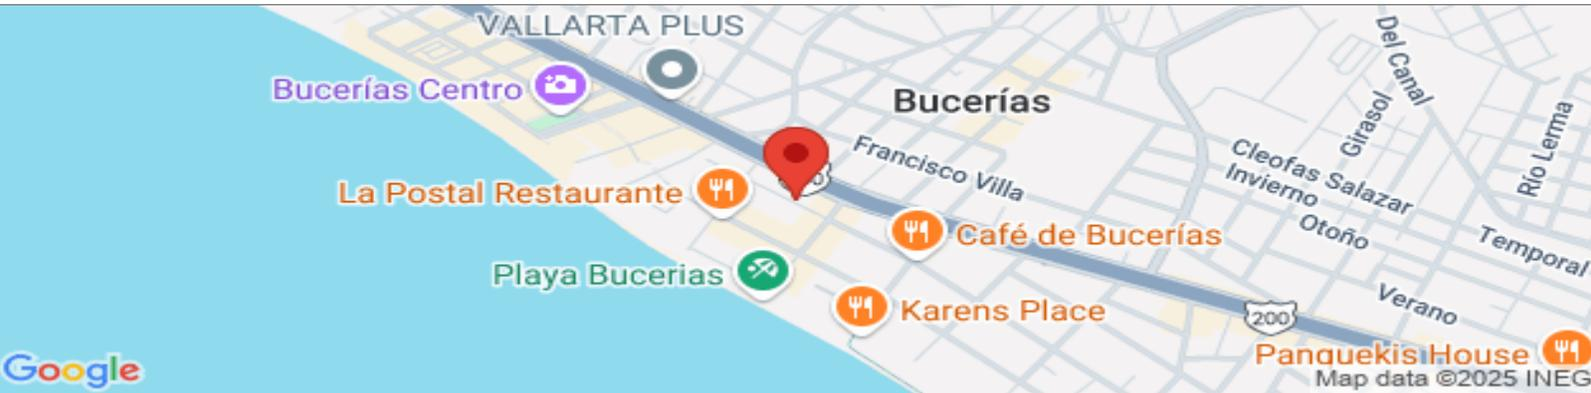 VALLARTA PLUS
Bucerías Centro
Bucerías
Del Canal
Girasol
Río Lerma
Francisco Villa
Cleofas Salazar
Invierno
La Postal Restaurante
Otoño
Café de Bucerías
Temporal
Playa Bucerias
Verano
Karens Place
200
Panquekis House
Google
Map data ©2025 INEG